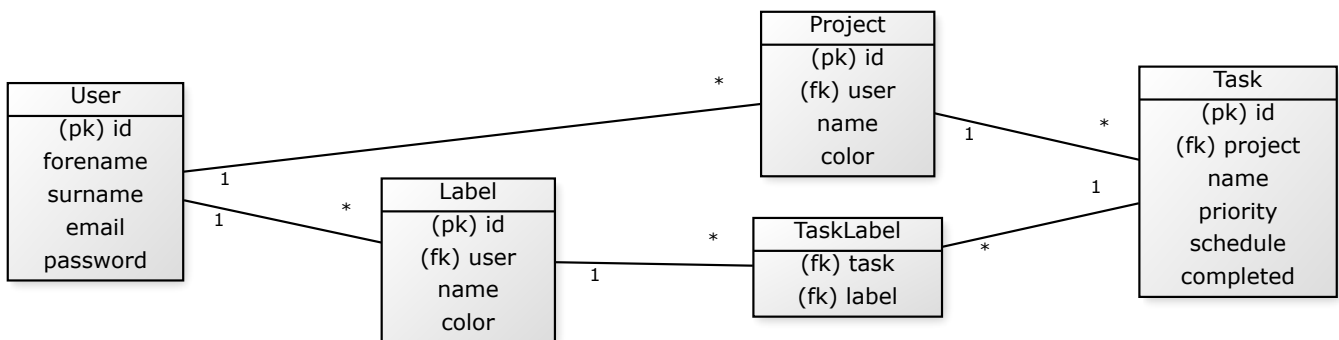 User
(pk) id
forename
surname
email
password
1
1
*
*
Label
(pk) id
(fk) user
name
color
1
*
Project
(pk) id
(fk) user
name
color
1
*
TaskLabel
(fk) task
(fk) label
*
1
Task
(pk) id
(fk) project
name
priority
schedule
completed